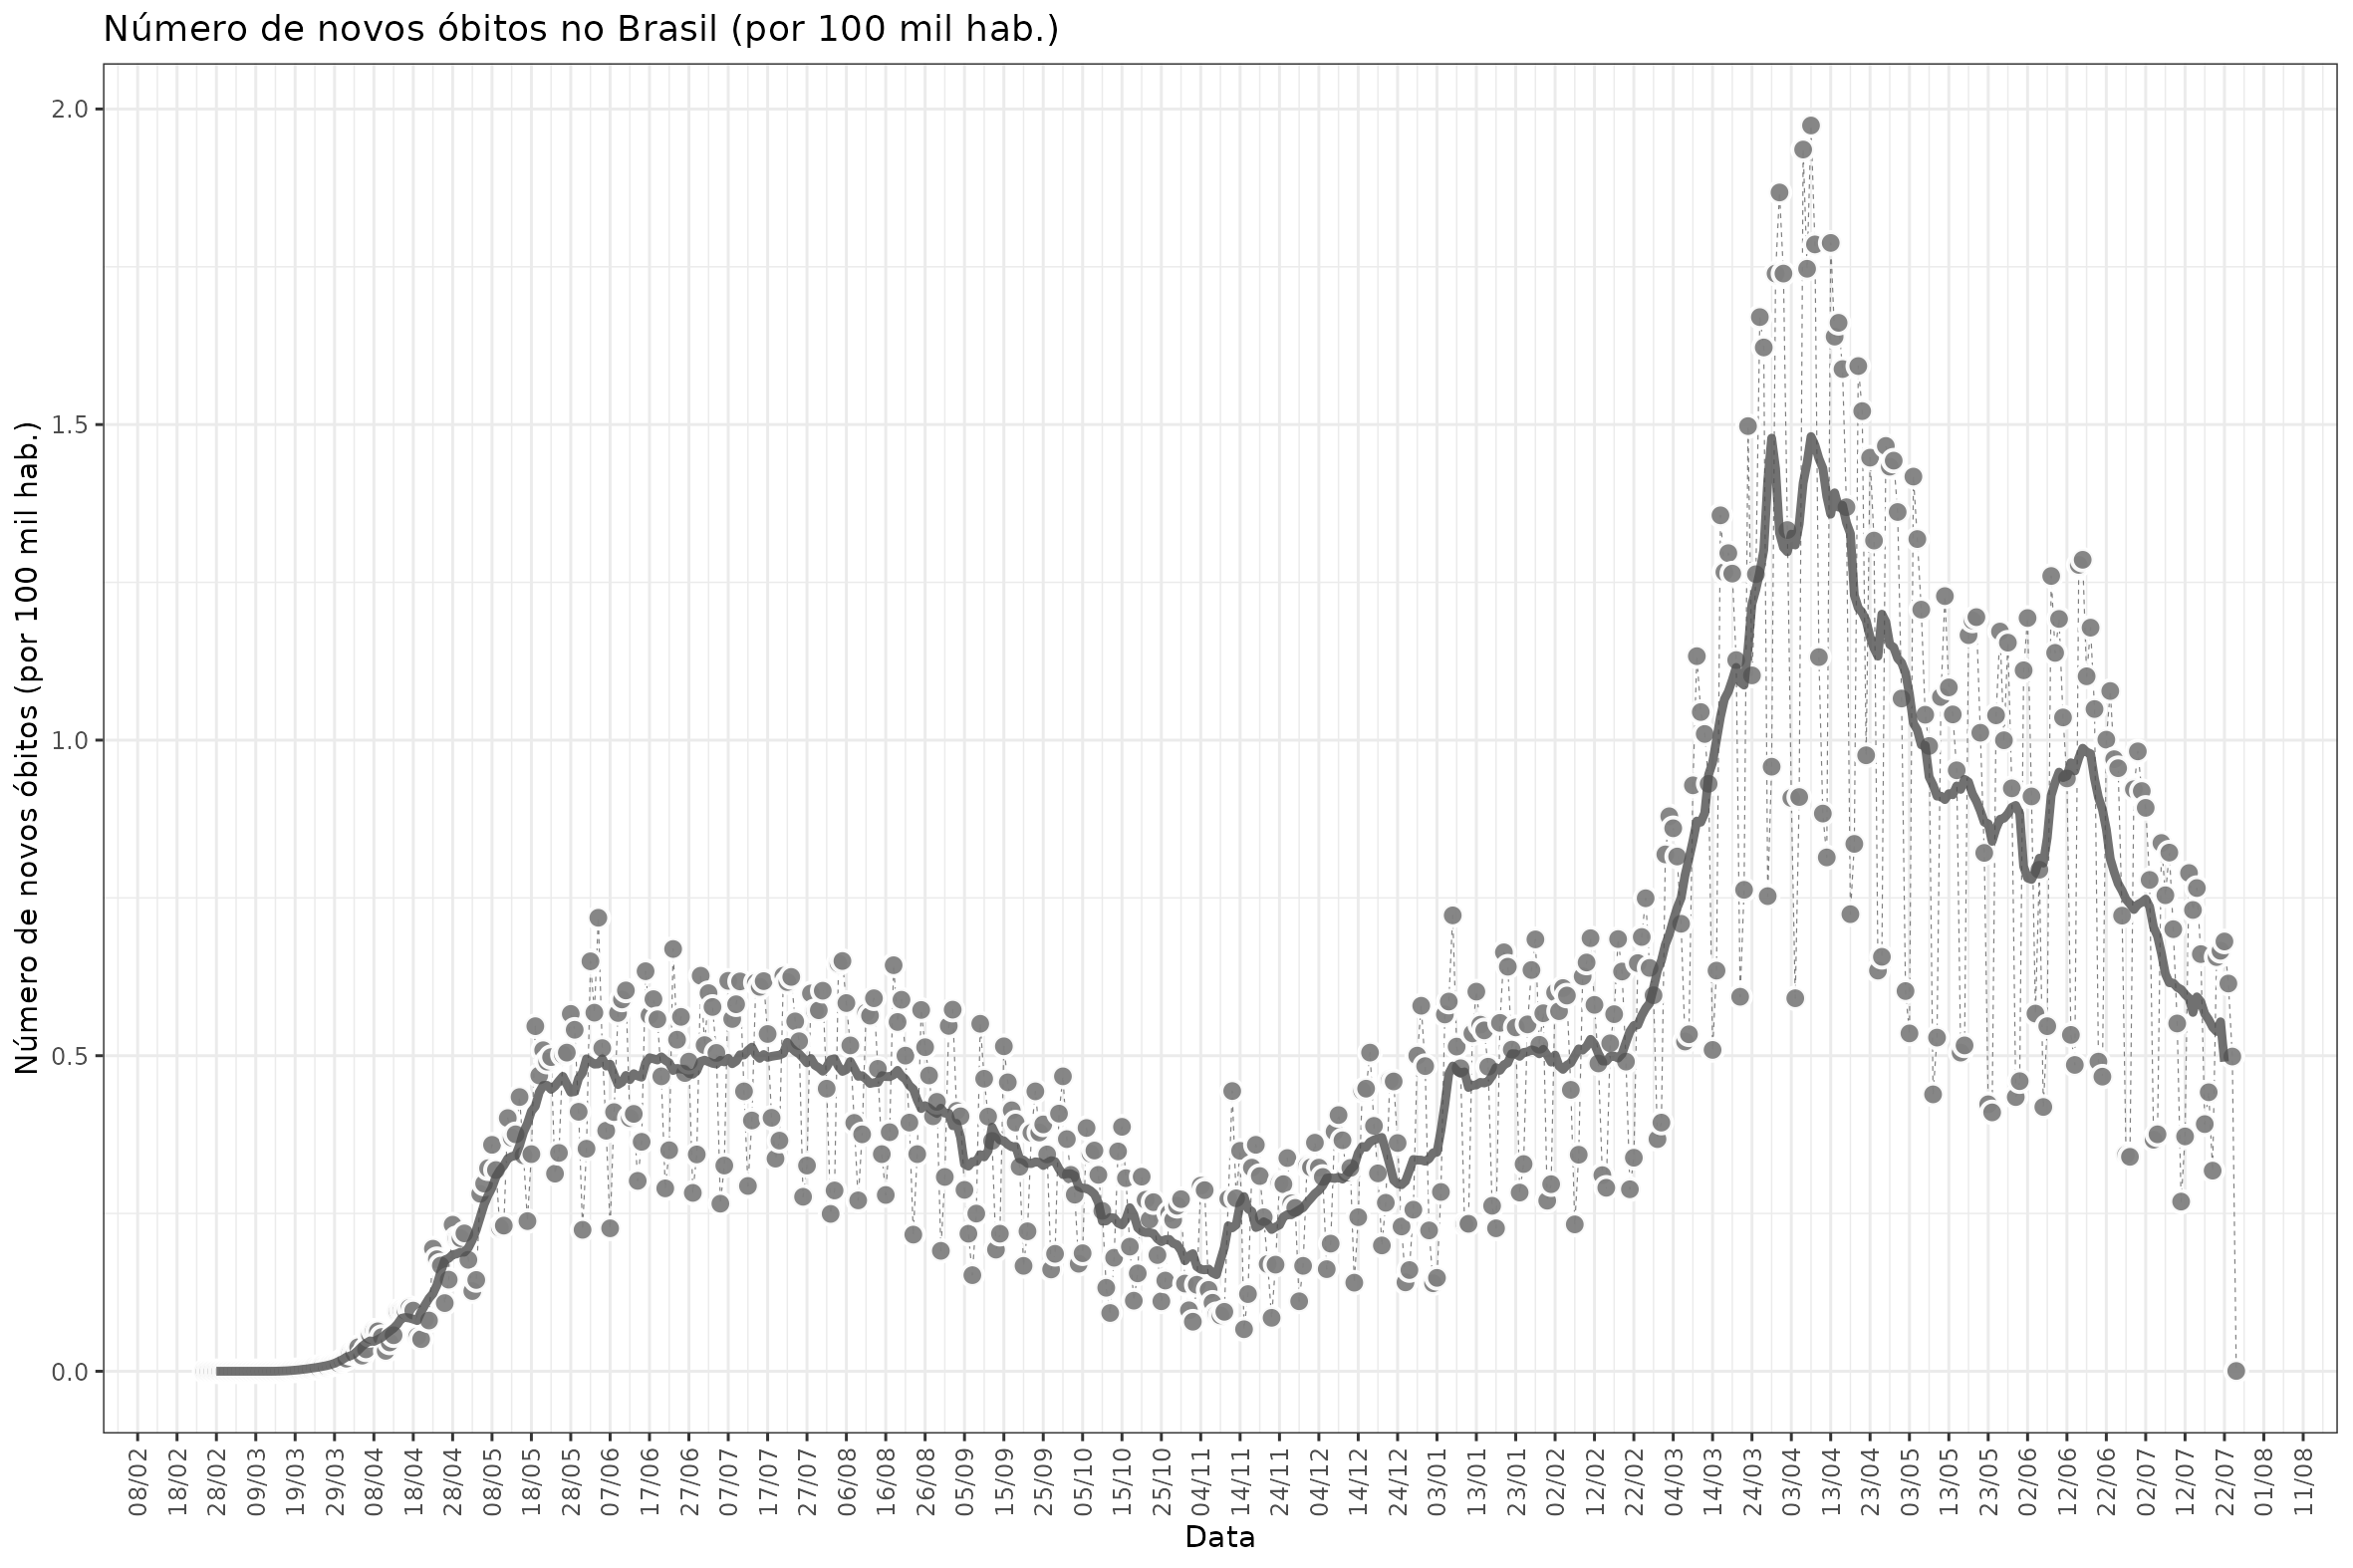 Número de novos óbitos no Brasil (por 100 mil hab.)
Número de novos óbitos (por 100 mil hab.)
2.0
1.5
1.0
0.5
0.0
08/02 18/02 28/02 09/03 19/03 29/03 08/04 18/04 28/04 08/05 18/05 28/05 07/06 17/06 27/06 07/07 17/07 27/07 06/08 16/08 26/08 05/09 15/09 25/09 05/10 15/10 25/10 04/11 14/11 24/11 04/12 14/12 24/12 03/01 13/01 23/01 02/02 12/02 22/02 04/03 14/03 24/03 03/04 13/04 23/04 03/05 13/05 23/05 02/06 12/06 22/06 02/07 12/07 22/07 01/08 11/08
Data